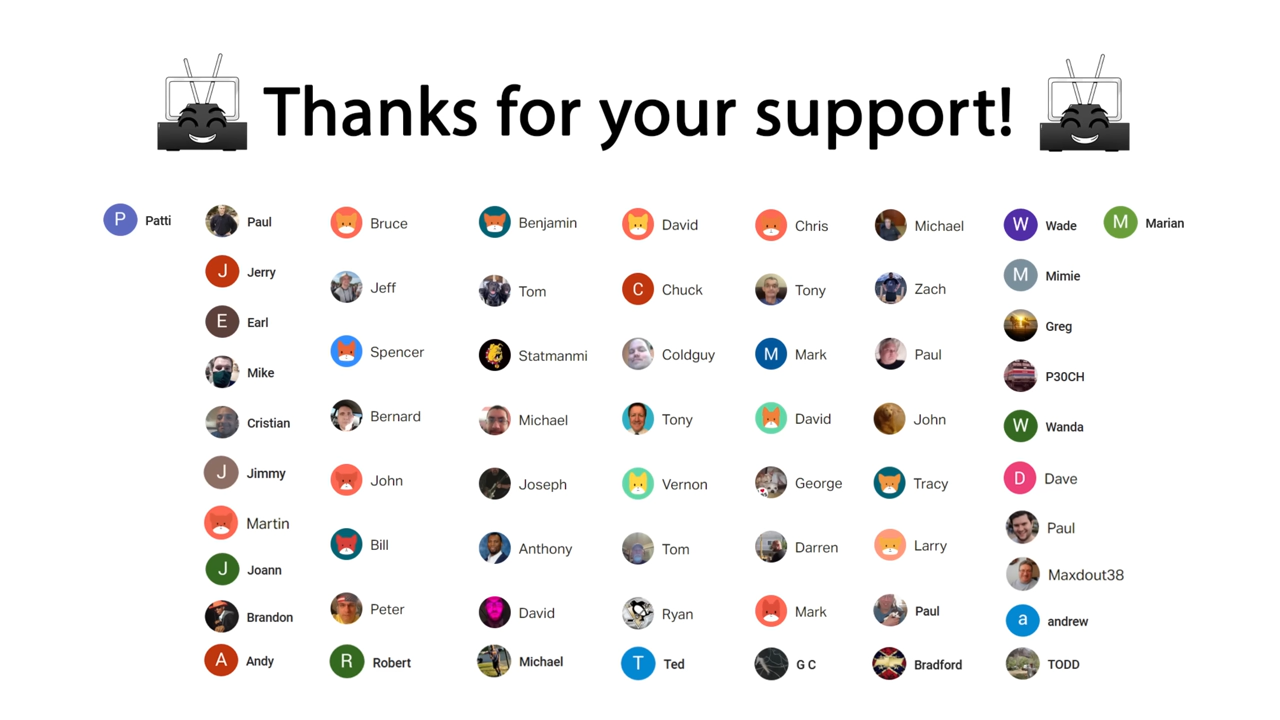 Thanks for your support!
P Patti
Paul
J Jerry
E Earl
Mike
Cristian
J Jimmy
Martin
J Joann
Brandon
A Andy
Bruce
Jeff
Spencer
Bernard
John
Bill
Peter
R Robert
Benjamin
Tom
Statmanmi
Michael
Joseph
Anthony
David
Michael
David
C Chuck
Coldguy
Tony
Vernon
Tom
Ryan
T Ted
Chris
Tony
M Mark
David
George
Darren
Mark
G C
Michael
Zach
Paul
John
Tracy
Larry
Paul
Bradford
W Wade
M Mimie
Greg
P30CH
W Wanda
D Dave
Paul
Maxdout38
a andrew
TODD
M Marian